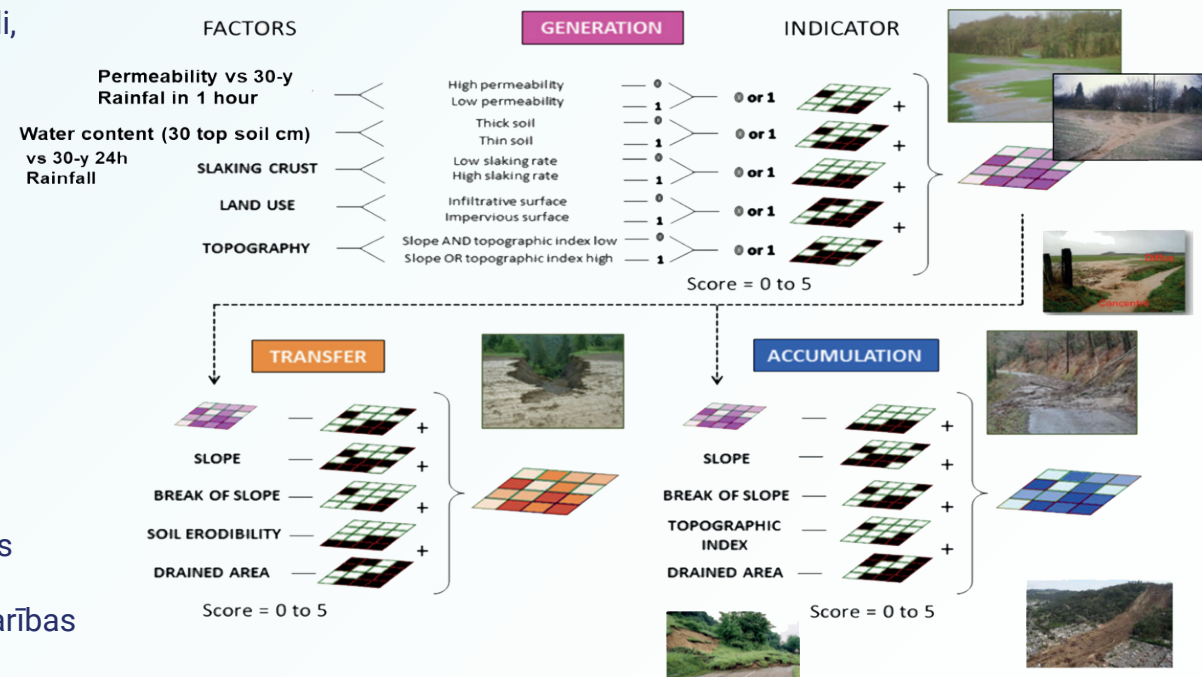 li,
FACTORS
GENERATION
INDICATOR
Permeability vs 30-y
Rainfal in 1 hour
High permeability
0
Low permeability
1
0 or 1
+
Water content (30 top soil cm)
vs 30-y 24h
Rainfall
Thick soil
0
Thin soil
1
0 or 1
+
SLAKING CRUST
Low slaking rate
0
High slaking rate
1
0 or 1
+
LAND USE
Infiltrative surface
0
Impervious surface
1
0 or 1
+
TOPOGRAPHY
Slope AND topographic index low
0
Slope OR topographic index high
1
0 or 1
Score = 0 to 5
TRANSFER
+
SLOPE
+
BREAK OF SLOPE
+
SOIL ERODIBILITY
+
DRAINED AREA
Score = 0 to 5
ACCUMULATION
+
SLOPE
+
BREAK OF SLOPE
+
TOPOGRAPHIC
INDEX
+
DRAINED AREA
Score = 0 to 5
s
arības